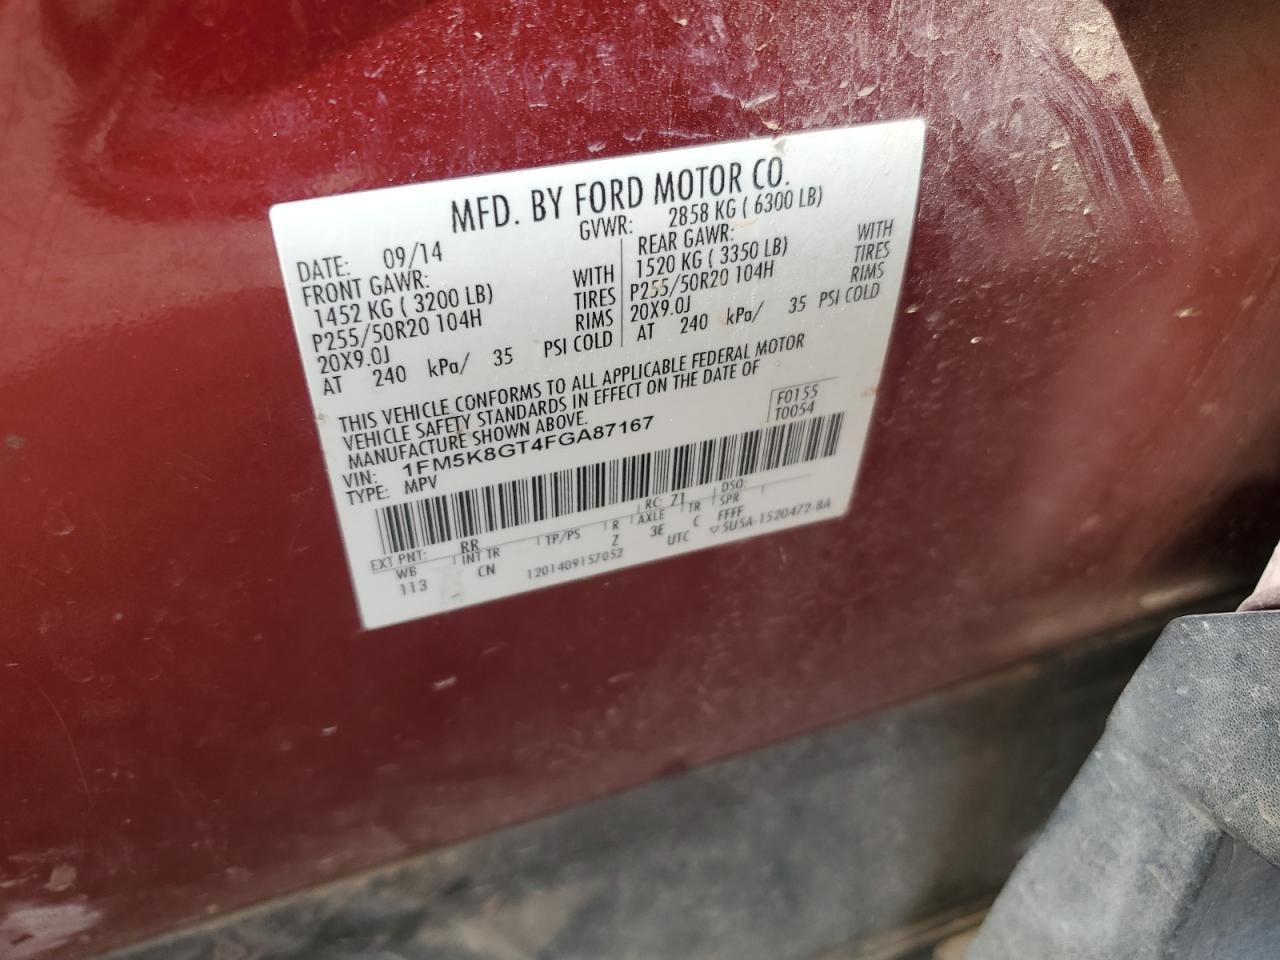 MFD. BY FORD MOTOR CO.
DATE: 09/14 GVWR: 2858 KG ( 6300 LB)
FRONT GAWR: REAR GAWR:
1452 KG ( 3200 LB) WITH 1520 KG ( 3350 LB) WITH
P255/50R20 104H TIRES P255/50R20 104H TIRES
20X9.0J RIMS 20X9.0J RIMS
AT 240 kPa/ 35 PSI COLD AT 240 kPa/ 35 PSI COLD
THIS VEHICLE CONFORMS TO ALL APPLICABLE FEDERAL MOTOR
VEHICLE SAFETY STANDARDS IN EFFECT ON THE DATE OF
MANUFACTURE SHOWN ABOVE.
F0155
T0054
VIN: 1FM5K8GT4FGA87167
TYPE: MPV
EXT PNT: RR RC: Z1 DSO:
WB INT TR TP/PS R AXLE TR SPR
113 CN Z 3E C FFFF
1201409157052 UTC ▽5U5A-1520472-BA